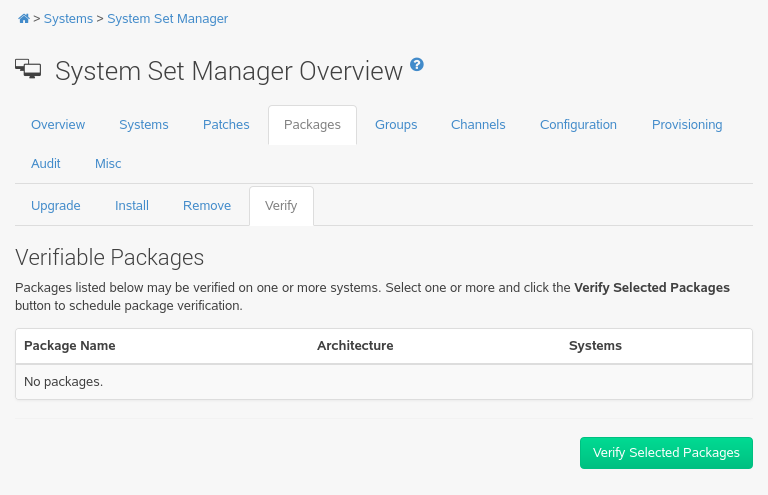 > Systems > System Set Manager
System Set Manager Overview ?
Overview Systems Patches Packages Groups Channels Configuration Provisioning
Audit Misc
Upgrade Install Remove Verify
Verifiable Packages
Packages listed below may be verified on one or more systems. Select one or more and click the Verify Selected Packages
button to schedule package verification.
Package Name Architecture Systems
No packages.
Verify Selected Packages